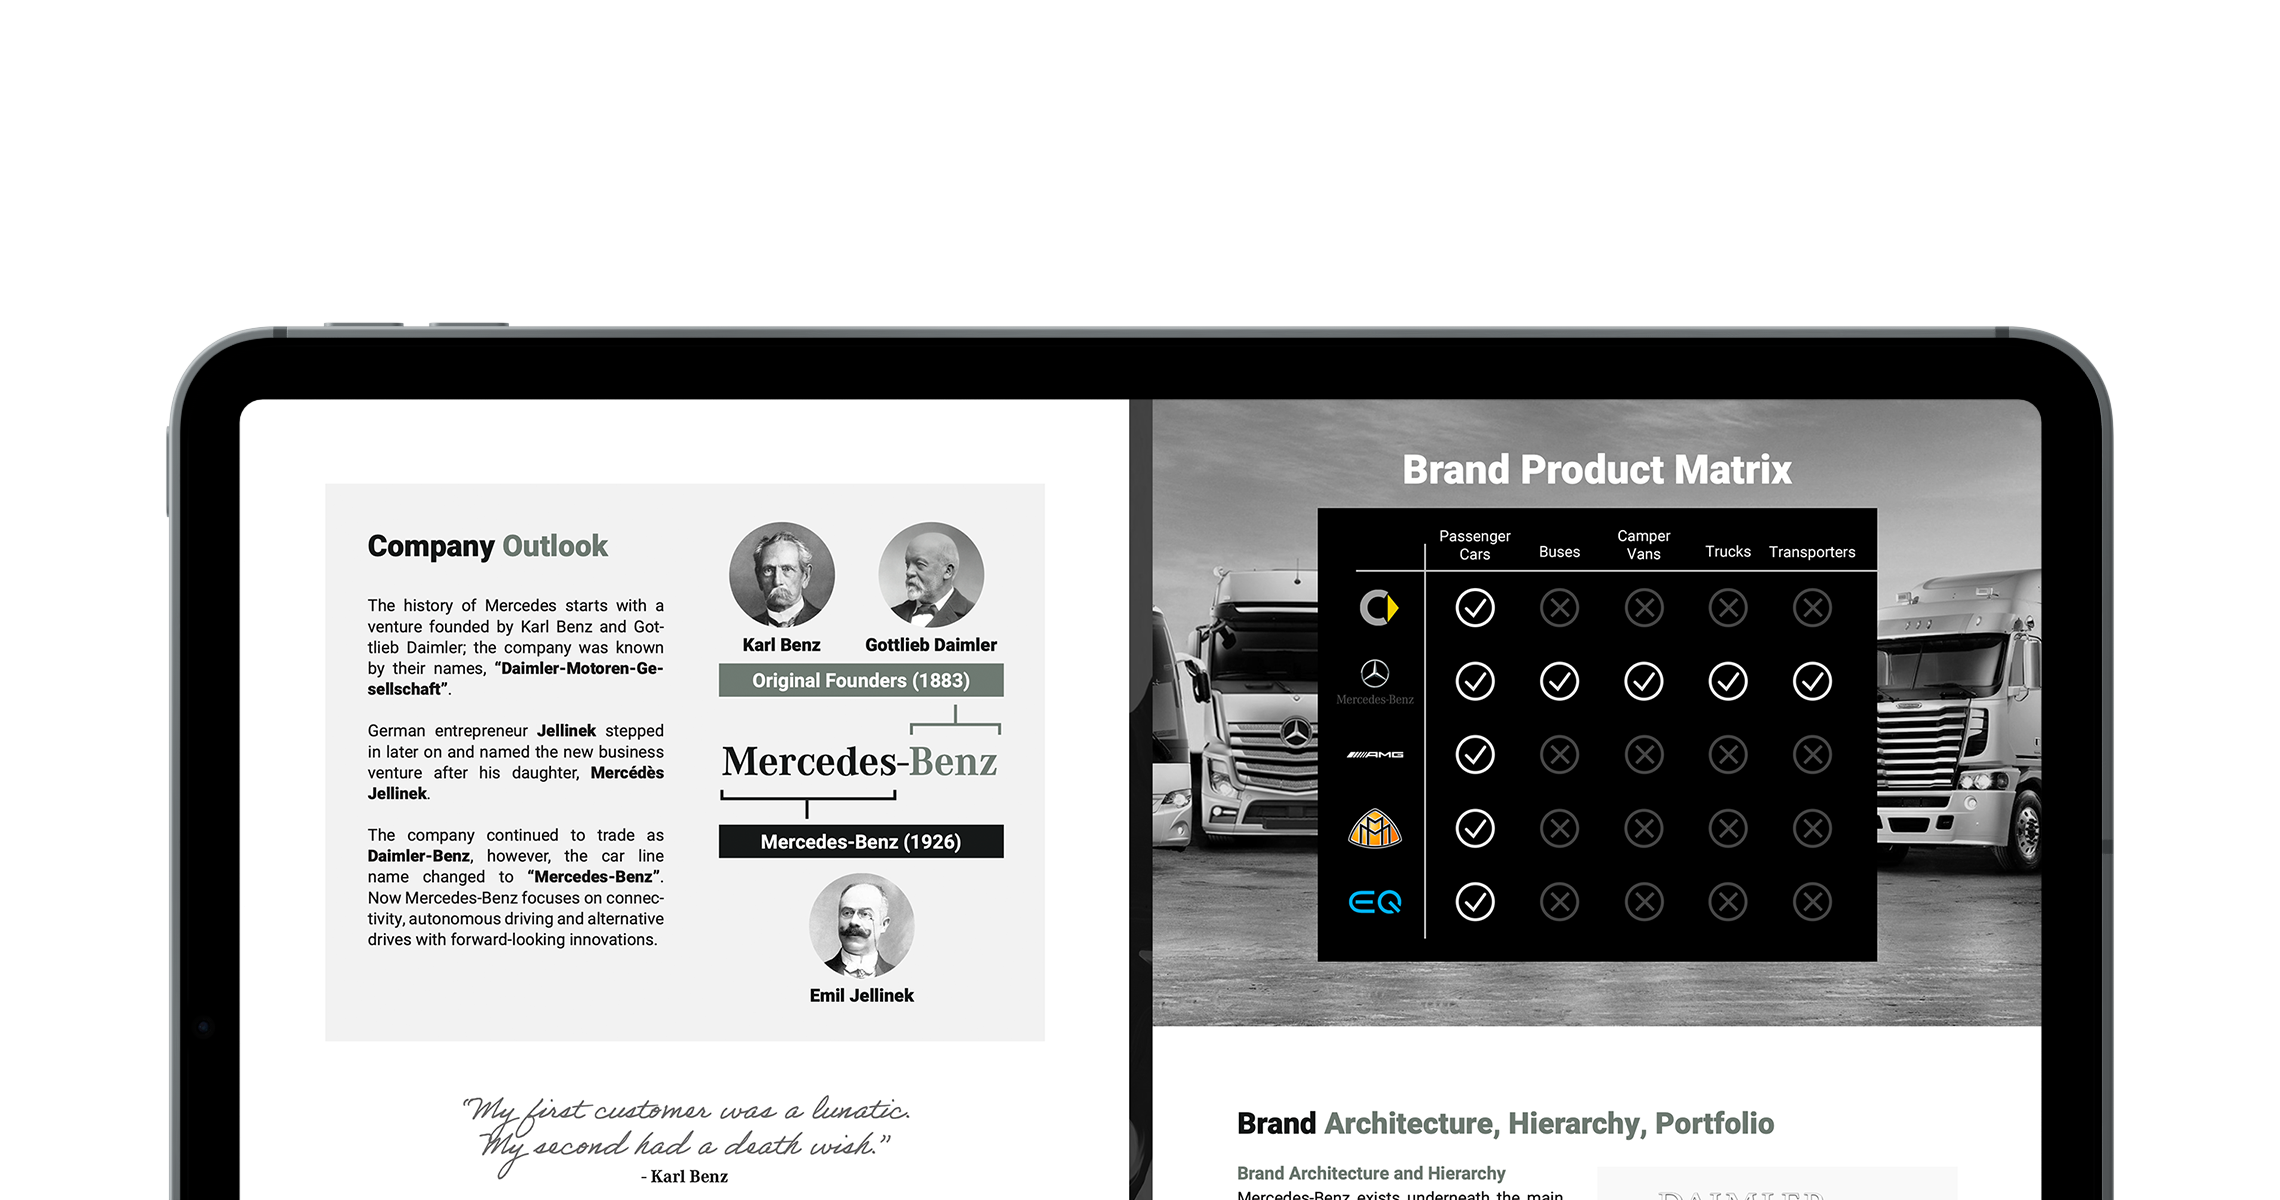 Company Outlook
The history of Mercedes starts with a
venture founded by Karl Benz and Got-
tlieb Daimler; the company was known
by their names, “Daimler-Motoren-Ge-
sellschaft”.
German entrepreneur Jellinek stepped
in later on and named the new business
venture after his daughter, Mercédès
Jellinek.
The company continued to trade as
Daimler-Benz, however, the car line
name changed to “Mercedes-Benz”.
Now Mercedes-Benz focuses on connec-
tivity, autonomous driving and alternative
drives with forward-looking innovations.
Karl Benz
Gottlieb Daimler
Original Founders (1883)
Mercedes-Benz
Mercedes-Benz (1926)
Emil Jellinek
“My first customer was a lunatic.
My second had a death wish.”
- Karl Benz
Brand Product Matrix
Passenger Cars
Buses
Camper Vans
Trucks
Transporters
Mercedes-Benz
AMG
EQ
Brand Architecture, Hierarchy, Portfolio
Brand Architecture and Hierarchy
Mercedes-Benz exists underneath the main
DAIMLER